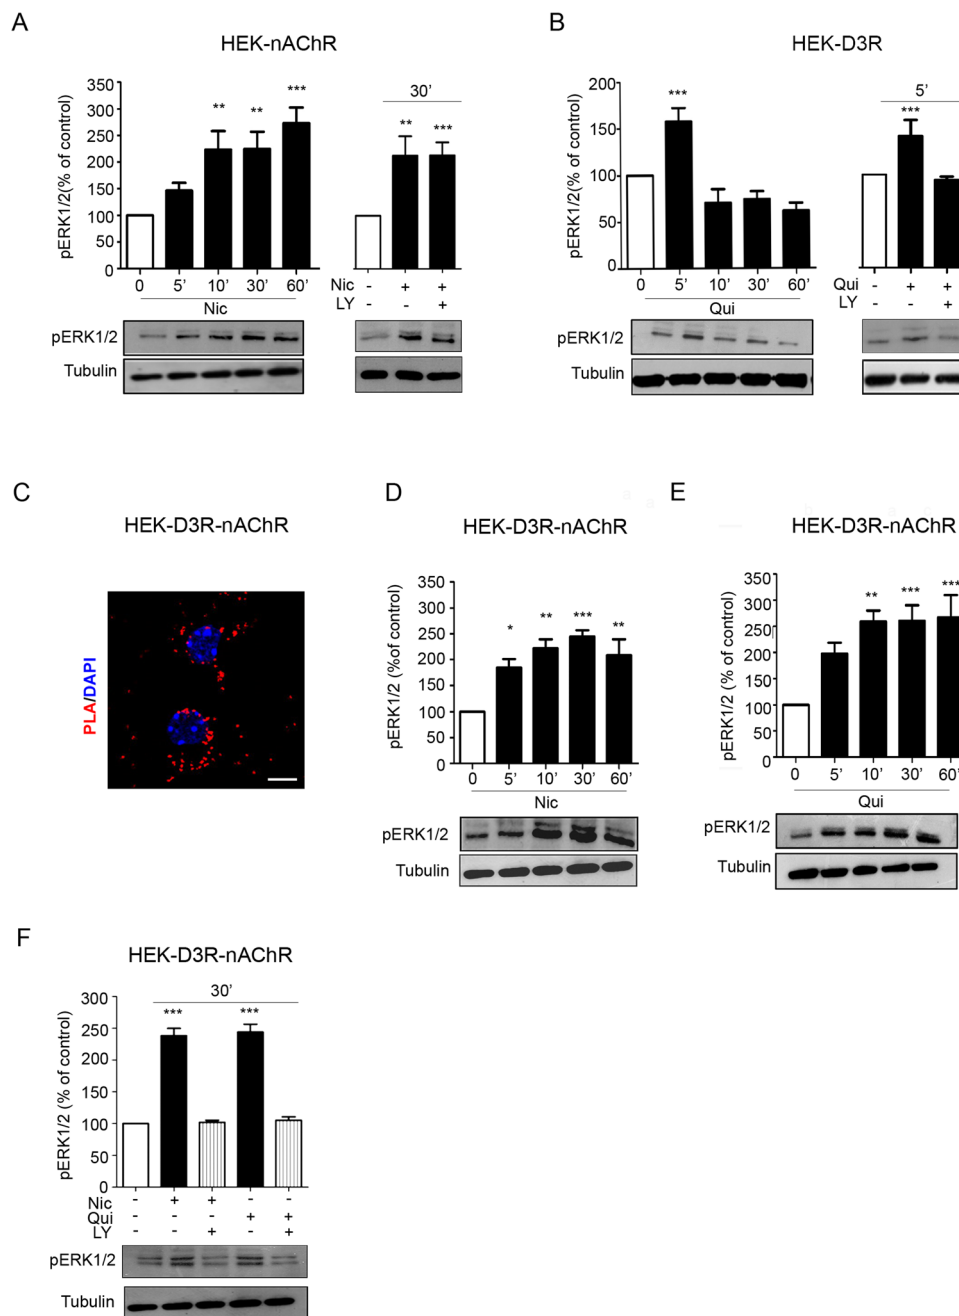 A
HEK-nAChR
pERK1/2(% of control)
350
300
250
200
150
100
50
0
**
**
***
0 5’ 10’ 30’ 60’
Nic
30’
**
***
Nic - + +
LY - - +
pERK1/2
Tubulin
B
HEK-D3R
pERK1/2(% of control)
200
150
100
50
0
***
0 5’ 10’ 30’ 60’
Qui
5’
***
Qui - + +
LY - - +
pERK1/2
Tubulin
C
HEK-D3R-nAChR
PLA/DAPI
D
HEK-D3R-nAChR
pERK1/2 (%of control)
350
300
250
200
150
100
50
0
*
**
***
**
0 5’ 10’ 30’ 60’
Nic
pERK1/2
Tubulin
E
HEK-D3R-nAChR
pERK1/2 (% of control)
350
300
250
200
150
100
50
0
**
***
***
0 5’ 10’ 30’ 60’
Qui
pERK1/2
Tubulin
F
HEK-D3R-nAChR
30’
pERK1/2 (% of control)
300
250
200
150
100
50
0
***
***
Nic - + + - -
Qui - - - + +
LY - - + - +
pERK1/2
Tubulin